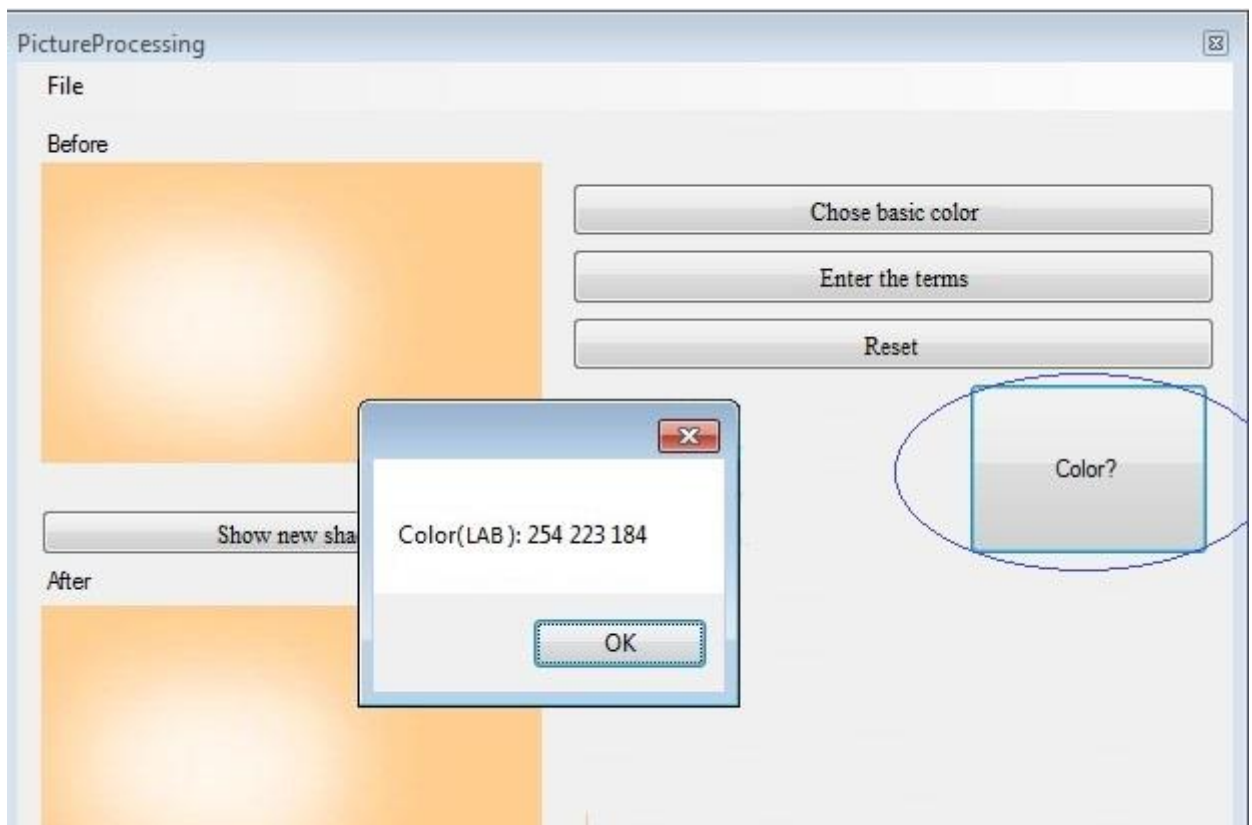 PictureProcessing
File
Before
Chose basic color
Enter the terms
Reset
Color?
Color(LAB): 254 223 184
Show new
OK
After